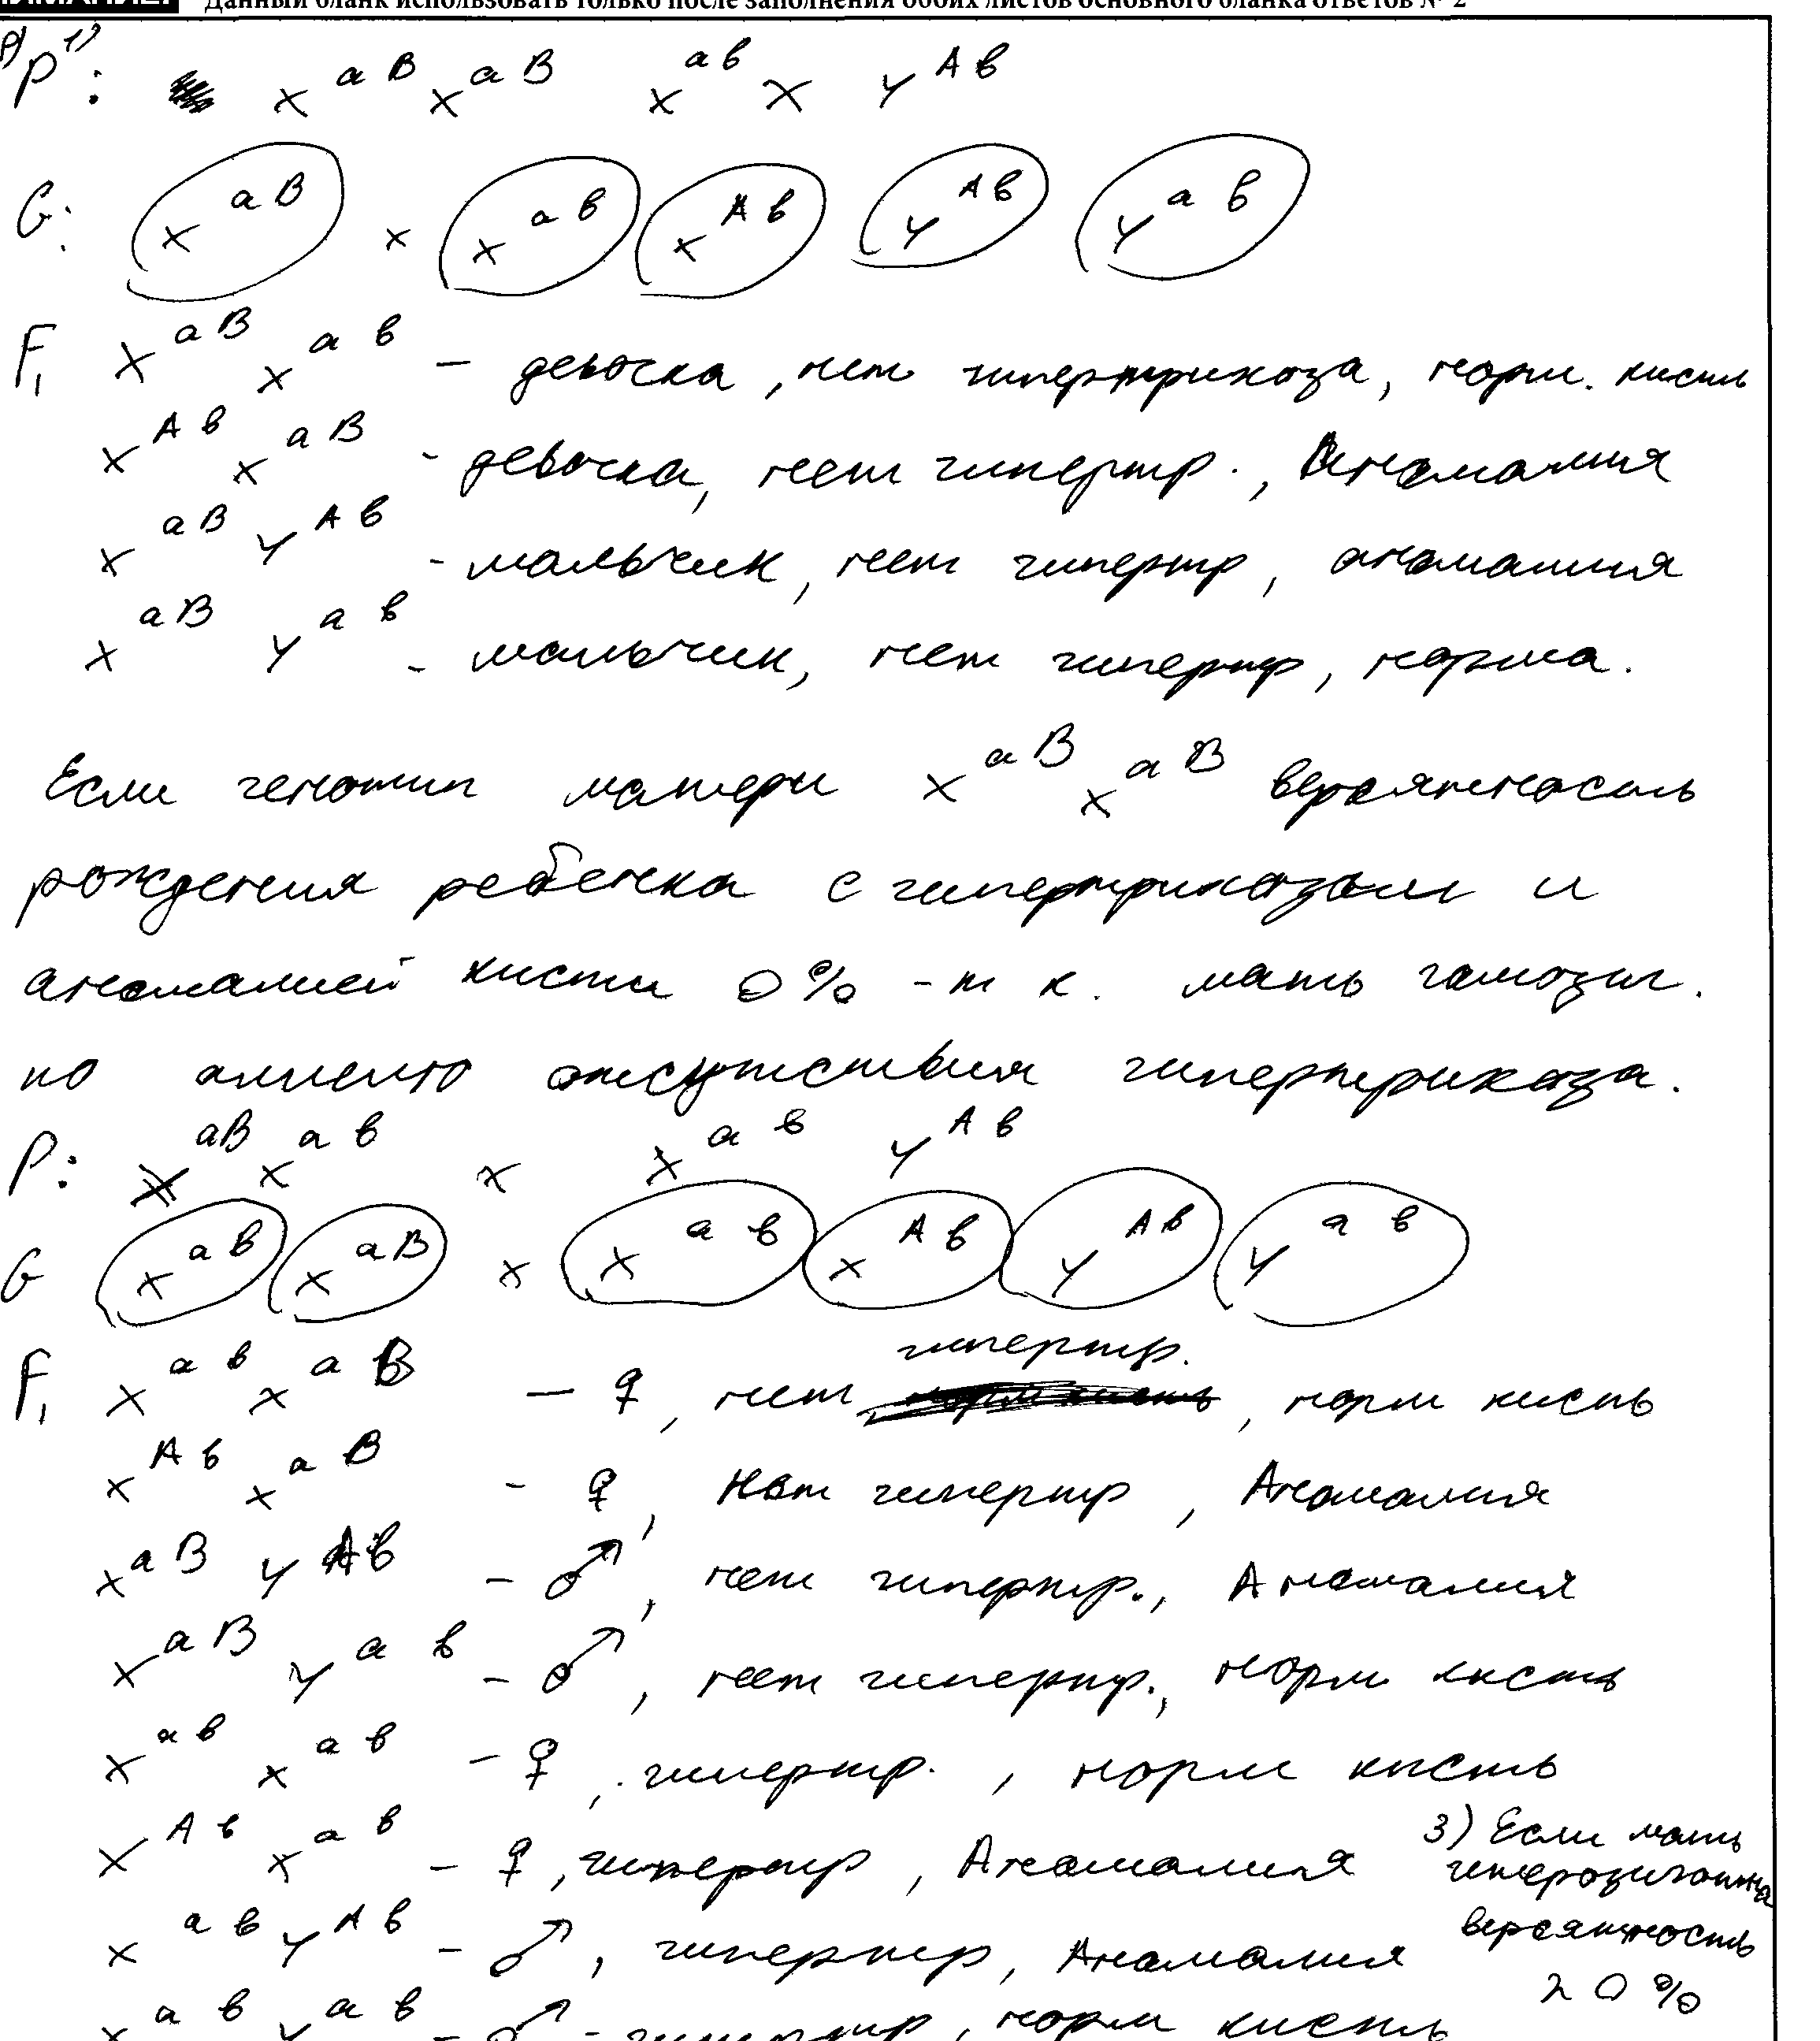 Данный бланк использовать только после заполнения обоих листов основного бланка ответов № 2
P 1): x aB x aB x ab x y Ab
G: x aB x x ab x Ab y Ab y ab
F1 x aB x ab – девочка, нет гипертрихоза, норм. кисть
x Ab x aB - девочка, нет гипертр., Аномалия
x aB y Ab - мальчик, нет гипертр, аномалия
x aB y ab - мальчик, нет гипертр, норма.
Если генотип матери x aB x aB вероятность
рождения ребенка с гипертрихозом и
аномалией кисти 0% - т к. мать гомозиг.
по аллелю отсутствия гипертрихоза.
P: x aB x ab x x ab y Ab
G x ab x aB x x ab x Ab y Ab y ab
гипертр.
F1 x ab x aB – ♀, нет, норм кисть
x Ab x aB - ♀, нет гипертр, Аномалия
x aB y Ab - ♂, нет гипертр., Аномалия
x aB y ab - ♂, нет гипертр., норм кисть
x ab x ab - ♀, гипертр., норм кисть
x Ab x ab - ♀, гипертр, Аномалия
x ab y Ab - ♂, гипертр, Аномалия
x ab y ab - ♂ - гипертр, норм кисть
3) Если мать
гетерозиготна
вероятность
20%